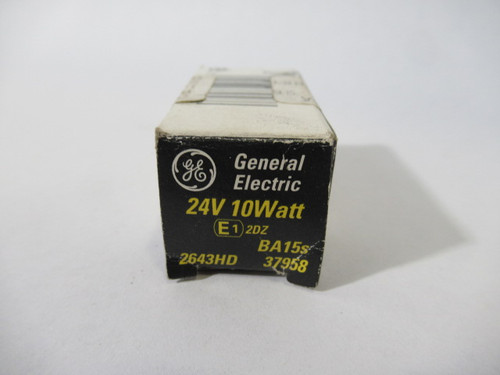 GE
General
Electric
24V 10Watt
E1 2DZ
BA15s
2643HD 37958